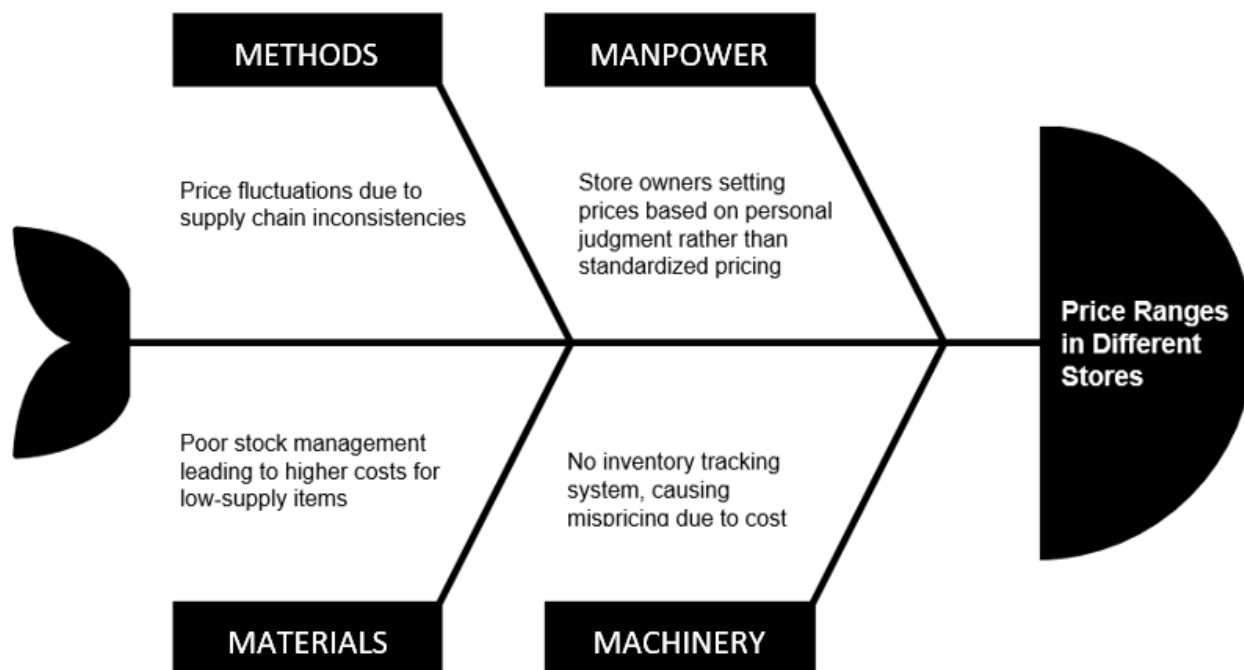 METHODS
MANPOWER
Price fluctuations due to
supply chain inconsistencies
Store owners setting
prices based on personal
judgment rather than
standardized pricing
Price Ranges
in Different
Stores
Poor stock management
leading to higher costs for
low-supply items
No inventory tracking
system, causing
mispricing due to cost
MATERIALS
MACHINERY